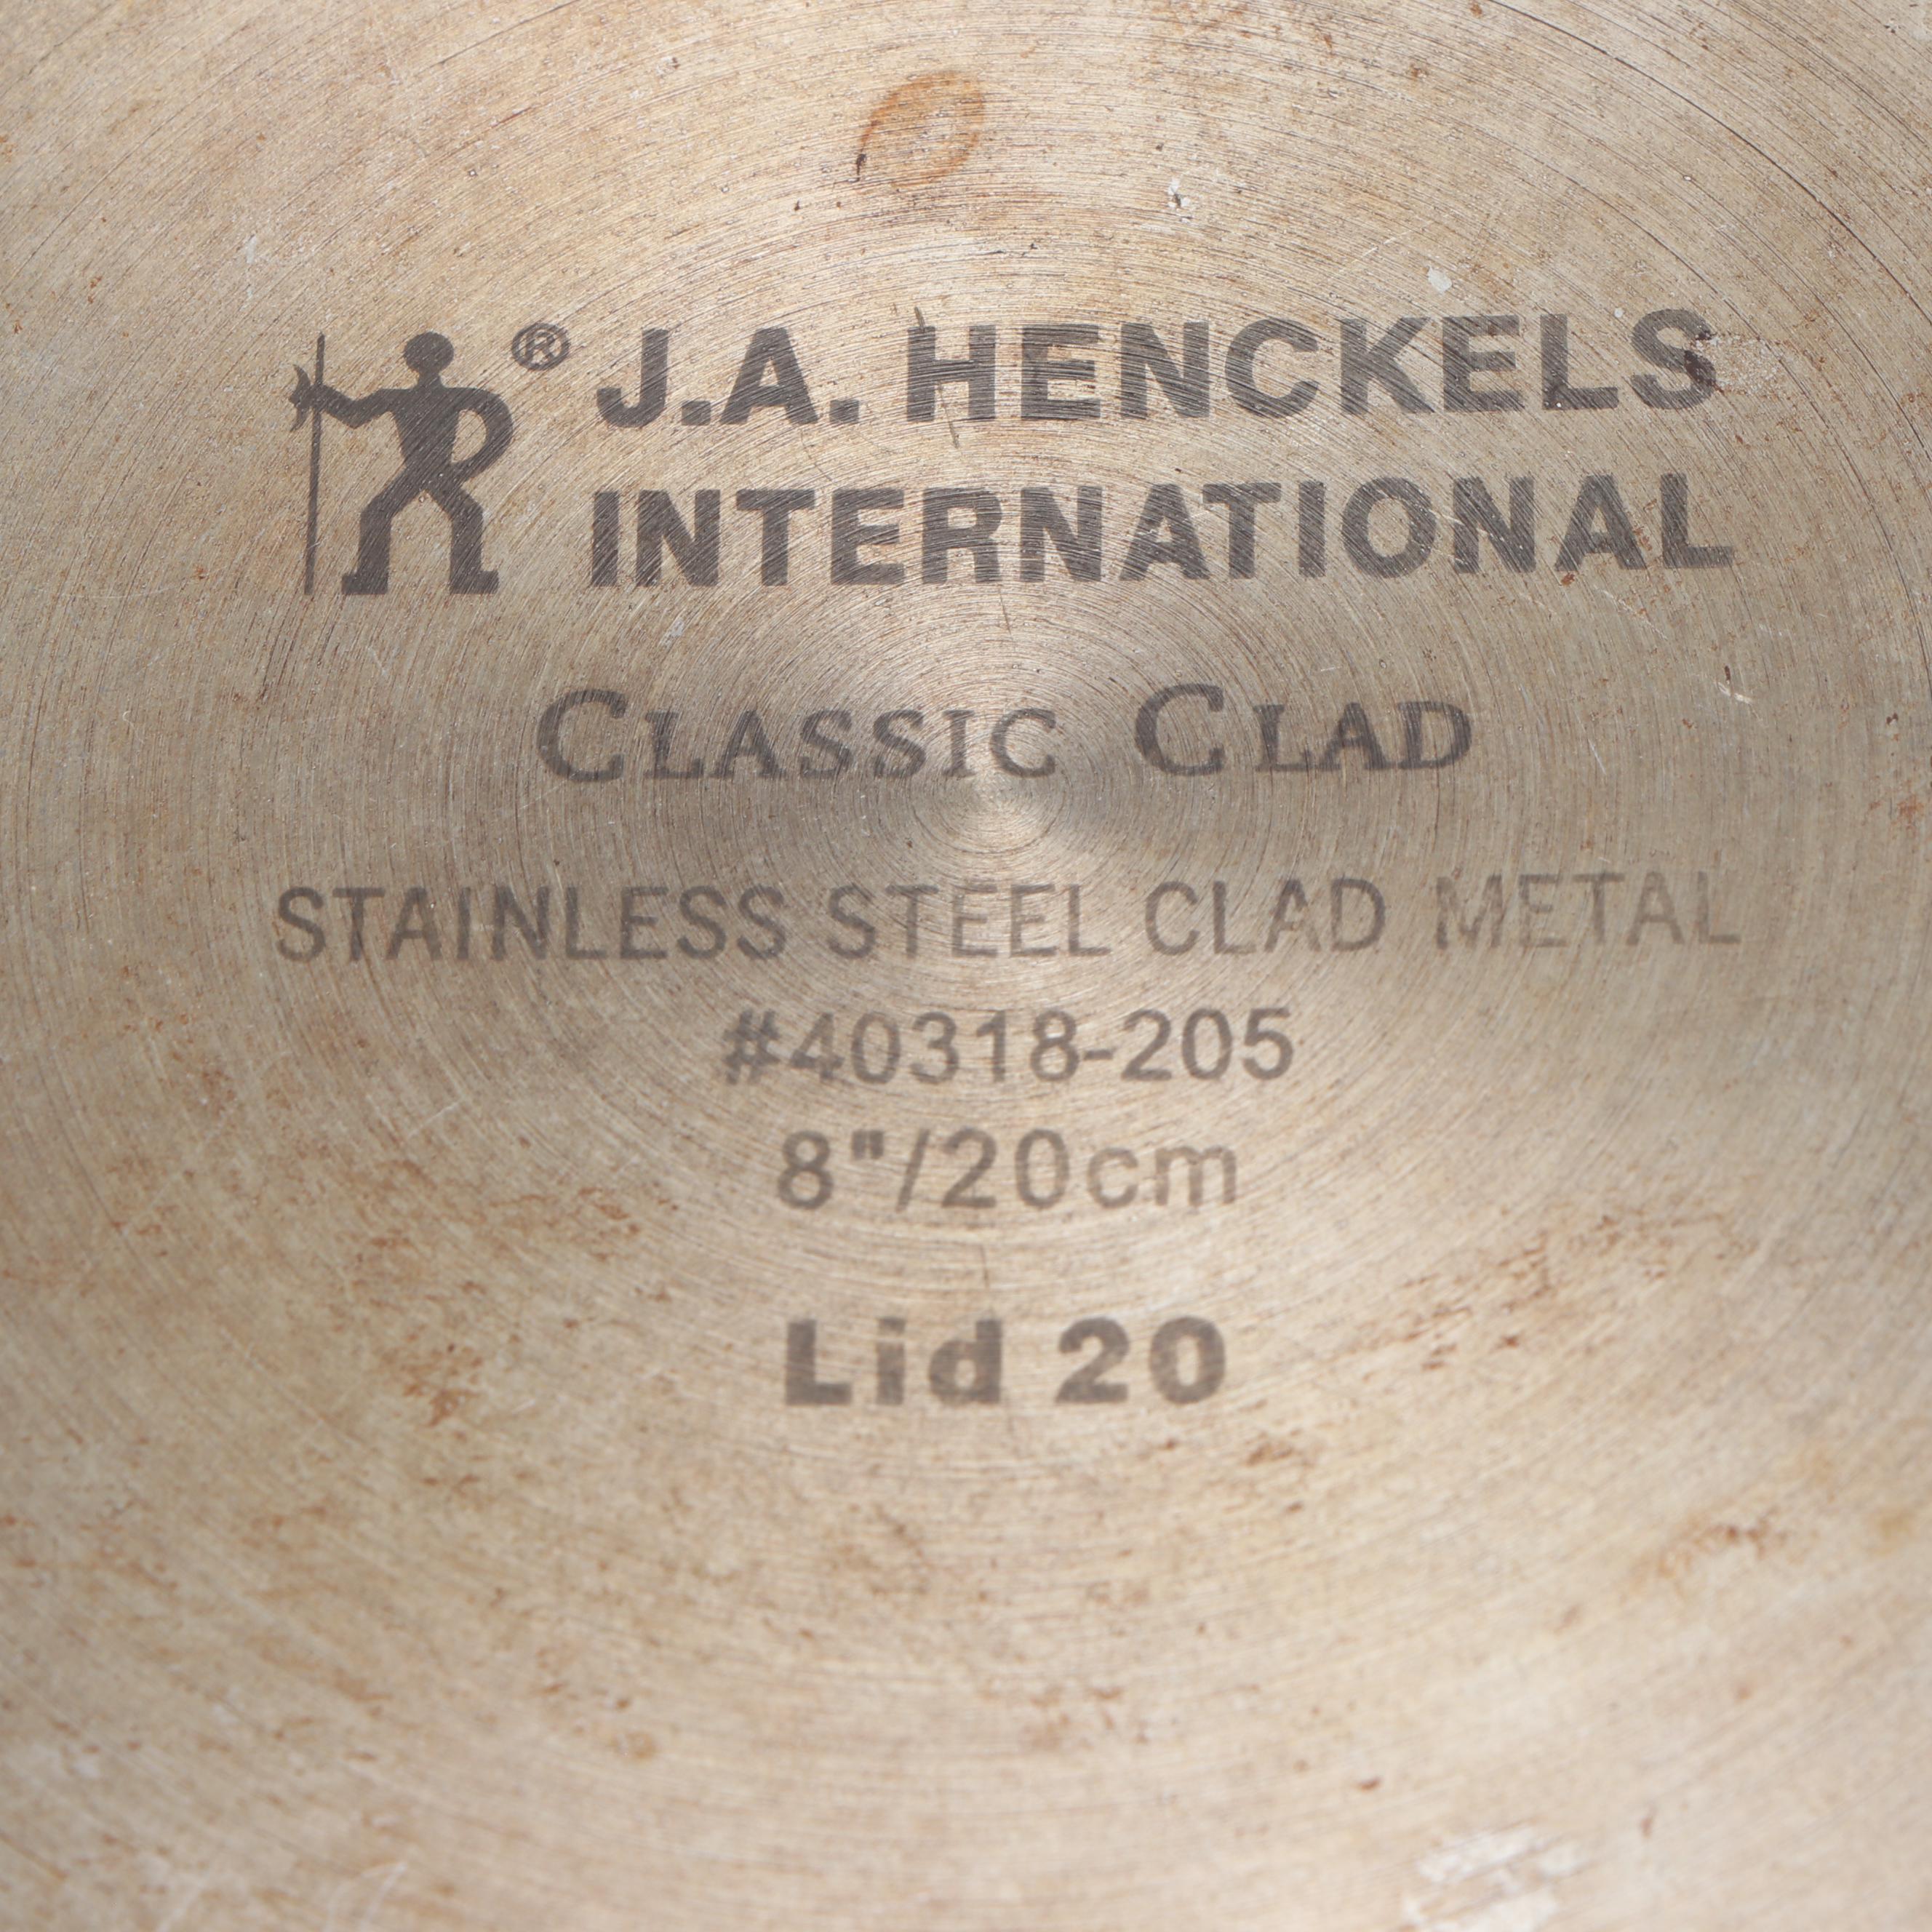 ® J.A. HENCKELS
INTERNATIONAL
CLASSIC CLAD
STAINLESS STEEL CLAD METAL
#40318-205
8"/20cm
Lid 20